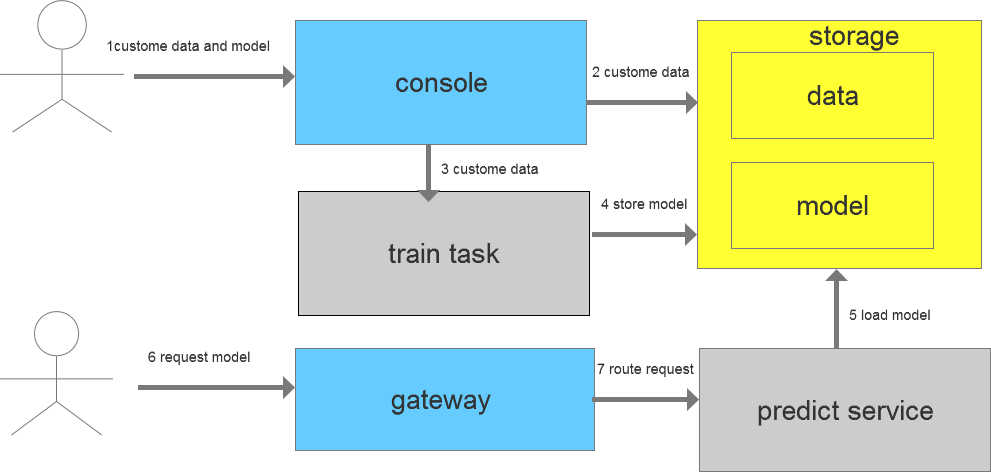 1custome data and model
console
2 custome data
storage
data
3 custome data
train task
4 store model
model
5 load model
6 request model
gateway
7 route request
predict service